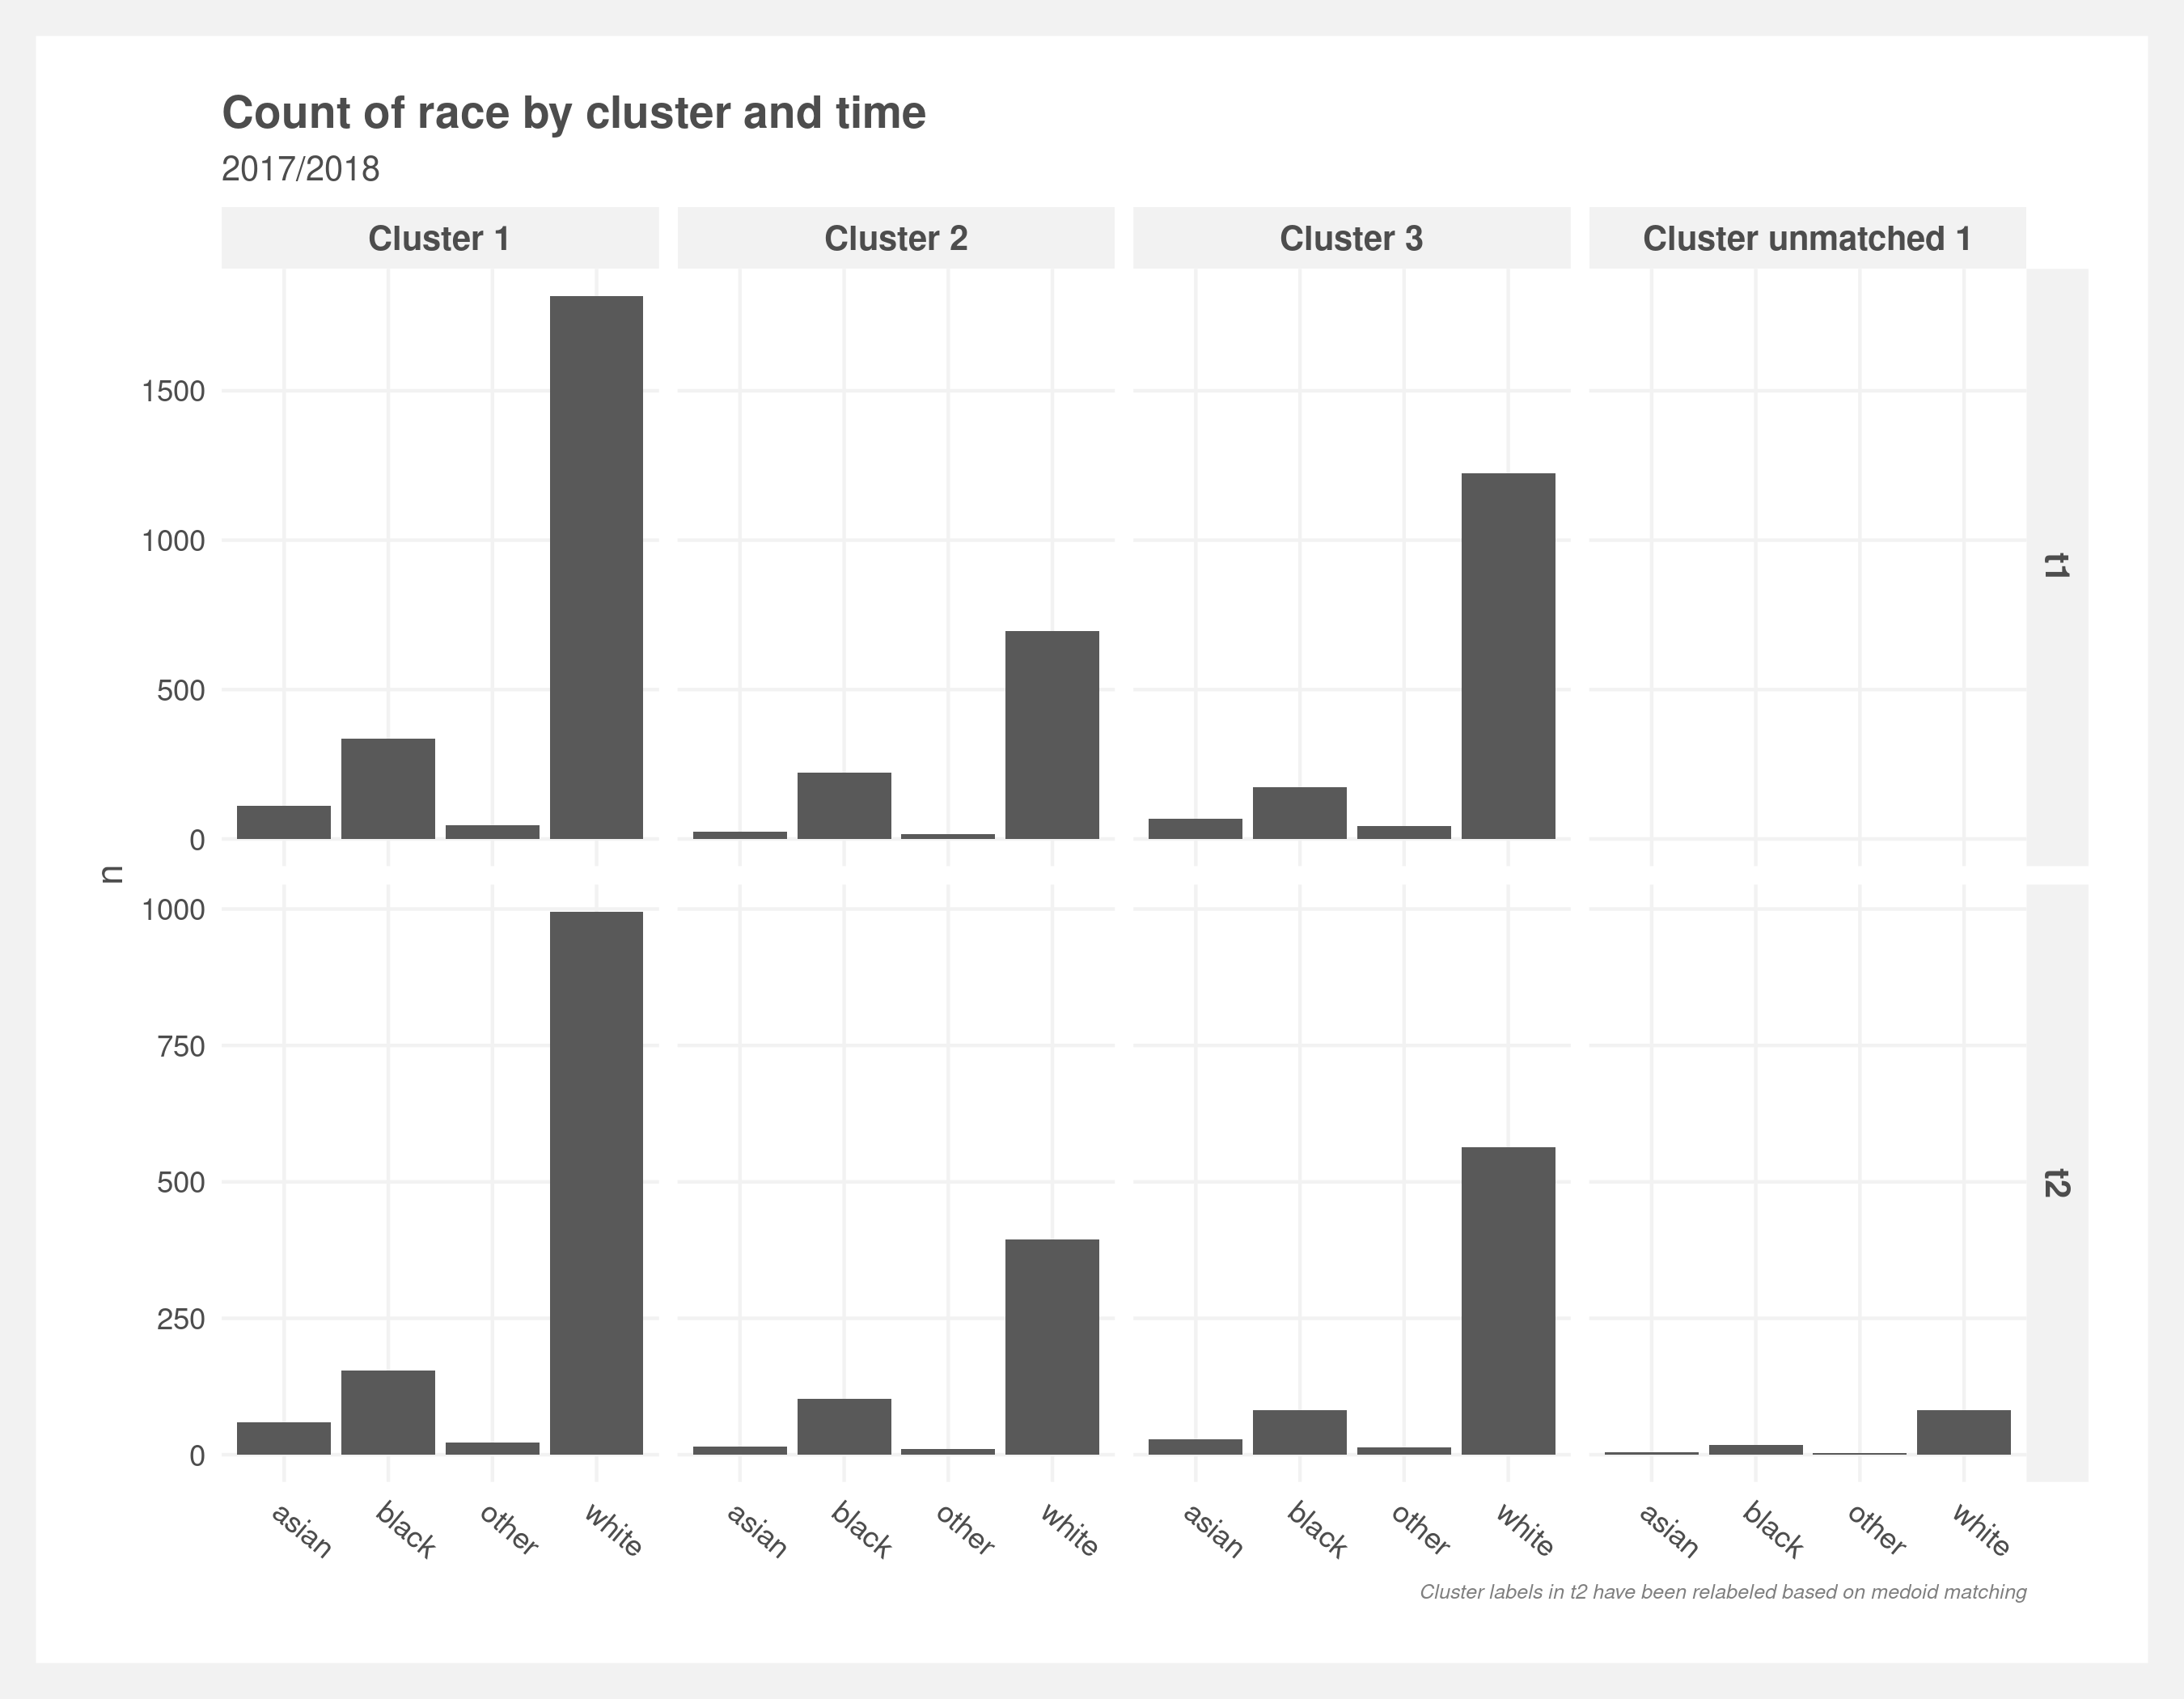 Count of race by cluster and time
2017/2018
Cluster 1
Cluster 2
Cluster 3
Cluster unmatched 1
1500
1000
500
0
t1
n
1000
750
500
250
0
t2
asian
black
other
white
asian
black
other
white
asian
black
other
white
asian
black
other
white
Cluster labels in t2 have been relabeled based on medoid matching